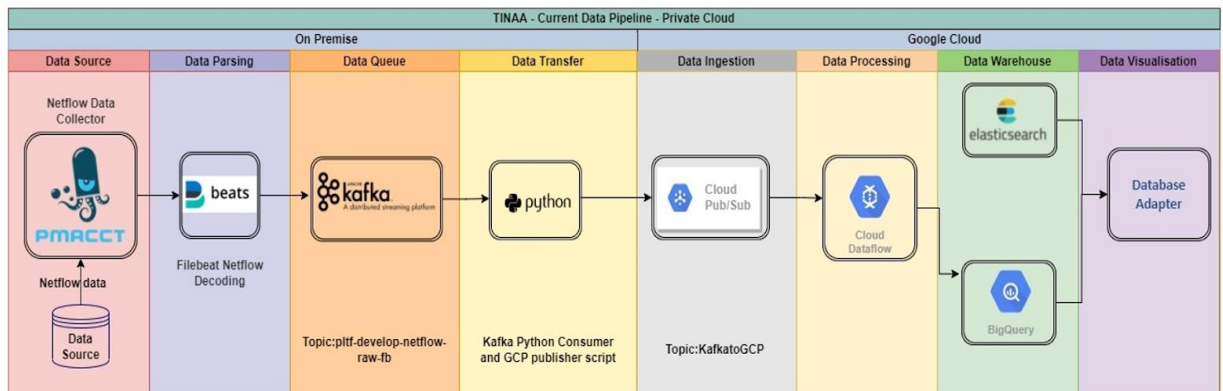 TINAA - Current Data Pipeline - Private Cloud
On Premise
Google Cloud
Data Source
Data Parsing
Data Queue
Data Transfer
Data Ingestion
Data Processing
Data Warehouse
Data Visualisation
Netflow Data
Collector
PMACCT
Netflow data
Data
Source
beats
Filebeat Netflow
Decoding
APACHE
kafka.
A distributed streaming platform
Topic:pltf-develop-netflow-
raw-fb
python
Kafka Python Consumer
and GCP publisher script
Cloud
Pub/Sub
Topic:KafkatoGCP
Cloud
Dataflow
elasticsearch
BigQuery
Database
Adapter